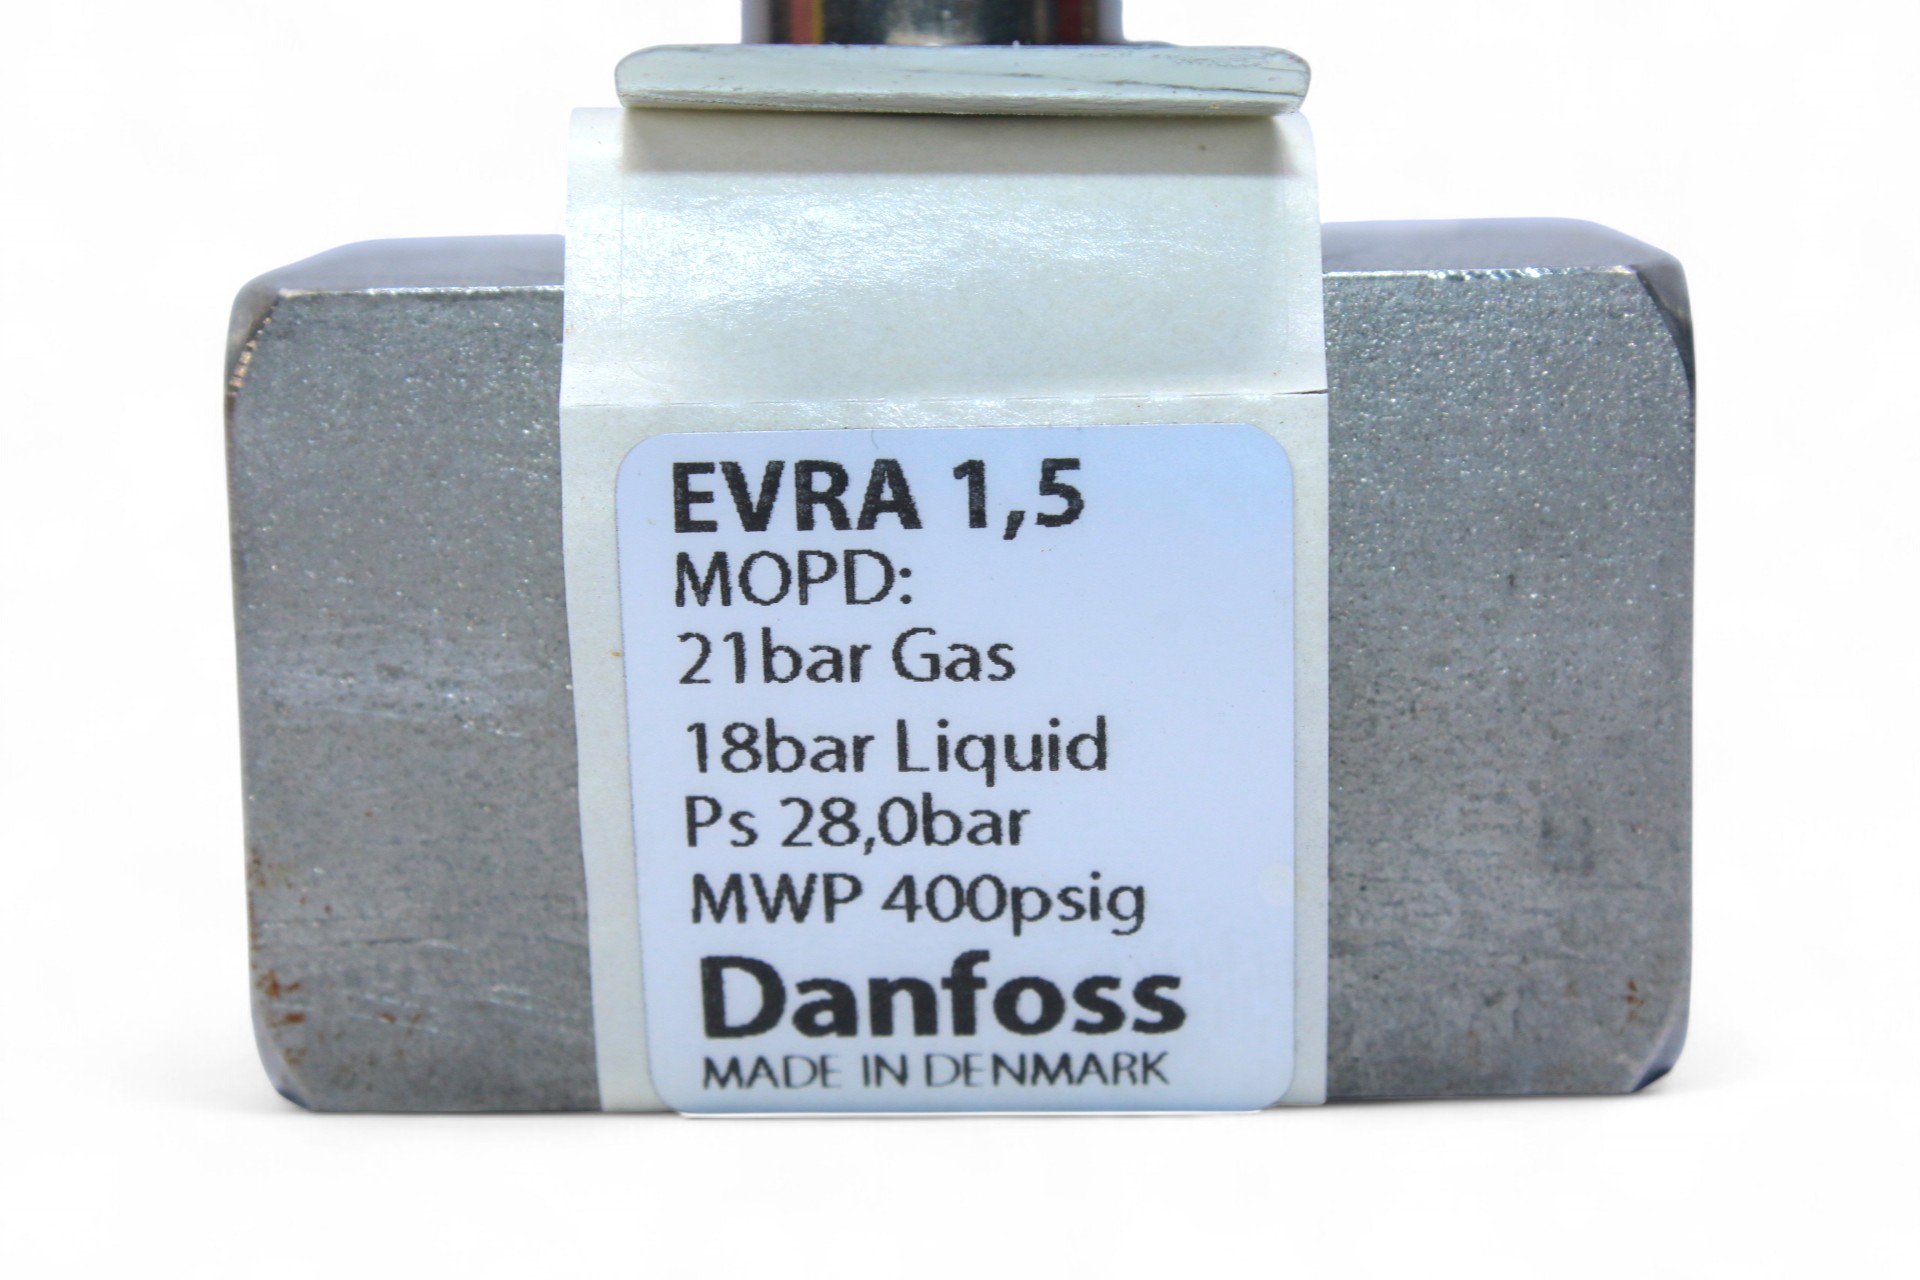 EVRA 1,5
MOPD:
21bar Gas
18bar Liquid
Ps 28,0bar
MWP 400psig
Danfoss
MADE IN DENMARK